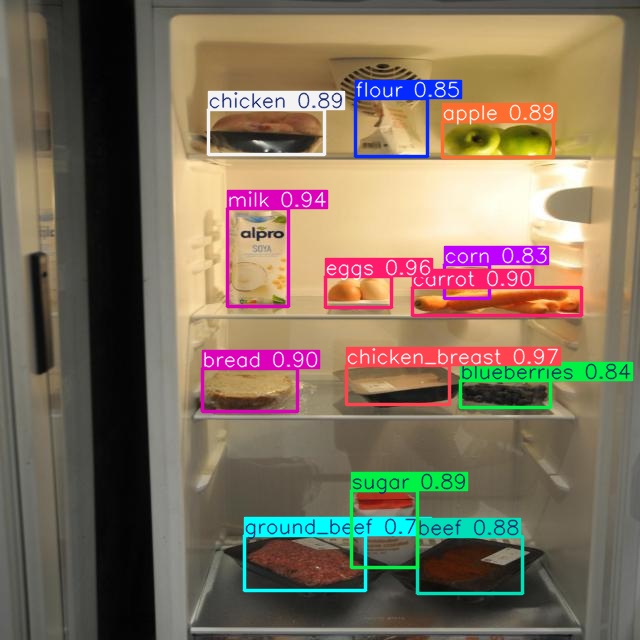 chicken 0.89
flour 0.85
apple 0.89
milk 0.94
alpro
SOYA
eggs 0.96
corn 0.83
carrot 0.90
bread 0.90
chicken_breast 0.97
blueberries 0.84
sugar 0.89
ground_beef 0.7
beef 0.88